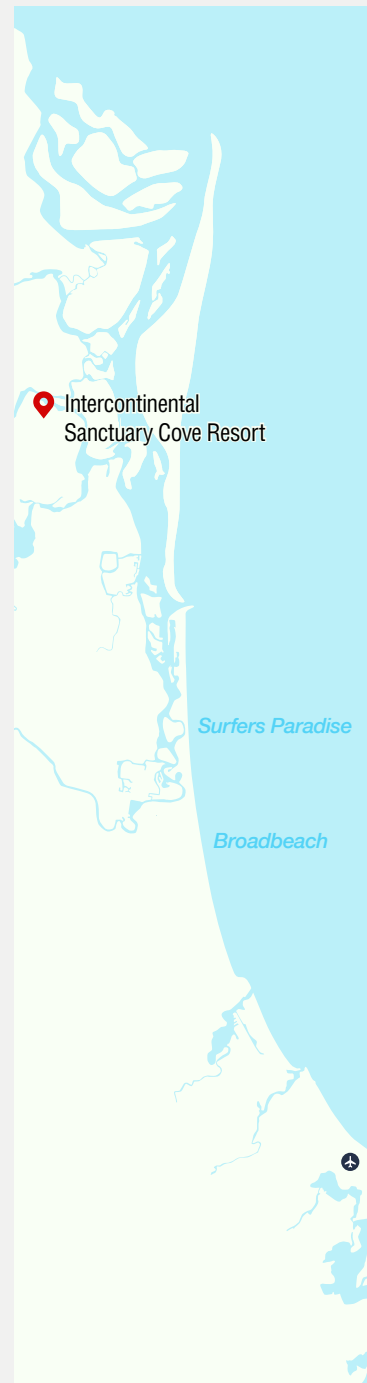 Intercontinental
Sanctuary Cove Resort
Surfers Paradise
Broadbeach